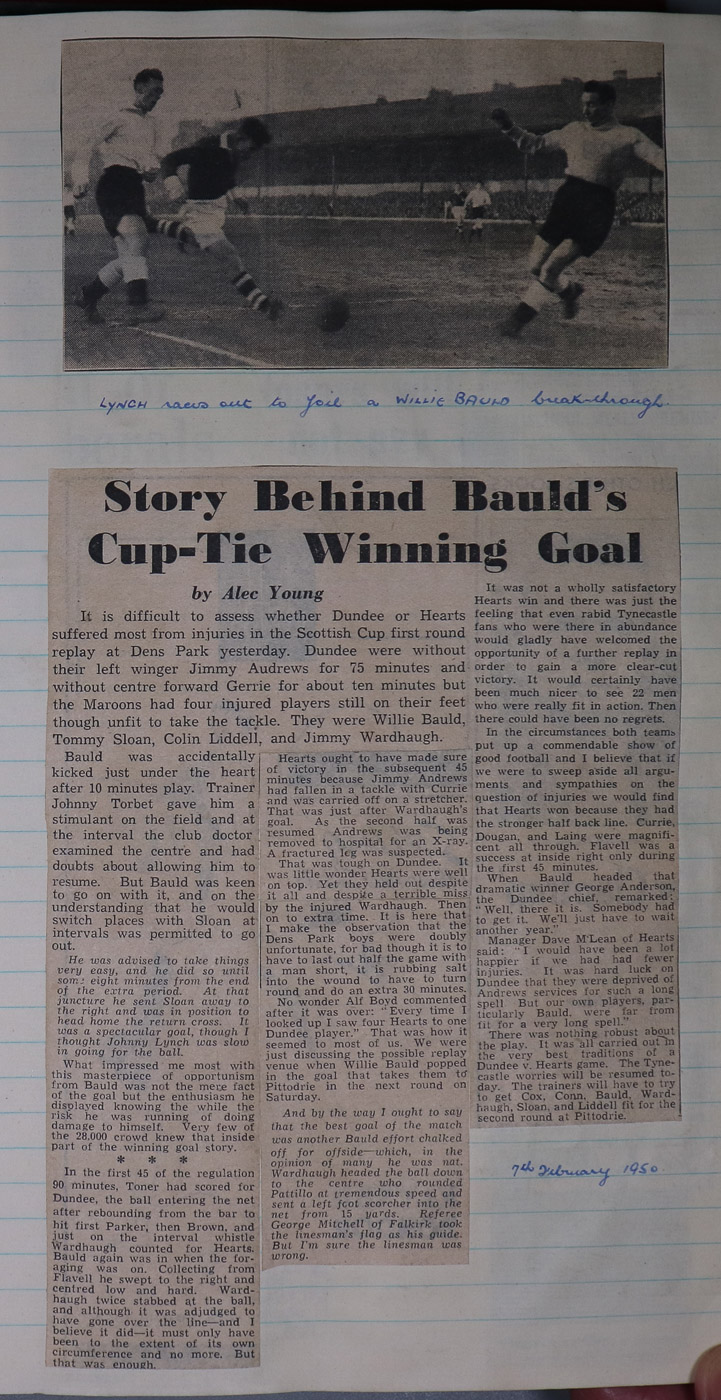 LYNCH races out to foil a WILLIE BAULD break-through.
Story Behind Bauld's
Cup-Tie Winning Goal
by Alec Young
It is difficult to assess whether Dundee or Hearts
suffered most from injuries in the Scottish Cup first round
replay at Dens Park yesterday. Dundee were without
their left winger Jimmy Audrews for 75 minutes and
without centre forward Gerrie for about ten minutes but
the Maroons had four injured players still on their feet
though unfit to take the tackle. They were Willie Bauld,
Tommy Sloan, Colin Liddell, and Jimmy Wardhaugh.
Bauld was accidentally
kicked just under the heart
after 10 minutes play. Trainer
Johnny Torbet gave him a
stimulant on the field and at
the interval the club doctor
examined the centre and had
doubts about allowing him to
resume. But Bauld was keen
to go on with it, and on the
understanding that he would
switch places with Sloan at
intervals was permitted to go
out.
He was advised to take things
very easy, and he did so until
some eight minutes from the end
of the extra period. At that
juncture he sent Sloan away to
the right and was in position to
head home the return cross. It
was a spectacular goal, though I
thought Johnny Lynch was slow
in going for the ball.
What impressed me most with
this masterpiece of opportunism
from Bauld was not the mere fact
of the goal but the enthusiasm he
displayed knowing the while the
risk he was running of doing
damage to himself. Very few of
the 28,000 crowd knew that inside
part of the winning goal story.
* * *
In the first 45 of the regulation
90 minutes, Toner had scored for
Dundee, the ball entering the net
after rebounding from the bar to
hit first Parker, then Brown, and
just on the interval whistle
Wardhaugh counted for Hearts.
Bauld again was in when the for-
aging was on. Collecting from
Flavell he swept to the right and
centred low and hard. Ward-
haugh twice stabbed at the ball,
and although it was adjudged to
have gone over the line—and I
believe it did—it must only have
been to the extent of its own
circumference and no more. But
that was enough.
Hearts ought to have made sure
of victory in the subsequent 45
minutes because Jimmy Andrews
had fallen in a tackle with Currie
and was carried off on a stretcher.
That was just after Wardhaugh's
goal. As the second half was
resumed Andrews was being
removed to hospital for an X-ray.
A fractured leg was suspected.
That was tough on Dundee. It
was little wonder Hearts were well
on top. Yet they held out despite
it all and despite a terrible miss
by the injured Wardhaugh. Then
on to extra time. It is here that
I make the observation that the
Dens Park boys were doubly
unfortunate, for bad though it is to
have to last out half the game with
a man short, it is rubbing salt
into the wound to have to turn
round and do an extra 30 minutes.
No wonder Alf Boyd commented
after it was over: "Every time I
looked up I saw four Hearts to one
Dundee player." That was how it
seemed to most of us. We were
just discussing the possible replay
venue when Willie Bauld popped
in the goal that takes them to
Pittodrie in the next round on
Saturday.
And by the way I ought to say
that the best goal of the match
was another Bauld effort chalked
off for offside—which, in the
opinion of many he was nat.
Wardhaugh headed the ball down
to the centre who rounded
Pattillo at tremendous speed and
sent a left foot scorcher into the
net from 15 yards. Referee
George Mitchell of Falkirk took
the linesman's flag as his guide.
But I'm sure the linesman was
wrong.
It was not a wholly satisfactory
Hearts win and there was just the
feeling that even rabid Tynecastle
fans who were there in abundance
would gladly have welcomed the
opportunity of a further replay in
order to gain a more clear-cut
victory. It would certainly have
been much nicer to see 22 men
who were really fit in action. Then
there could have been no regrets.
In the circumstances both teams
put up a commendable show of
good football and I believe that if
we were to sweep aside all argu-
ments and sympathies on the
question of injuries we would find
that Hearts won because they had
the stronger half back line. Currie,
Dougan, and Laing were magnifi-
cent all through. Flavell was a
success at inside right only during
the first 45 minutes.
When Bauld headed that
dramatic winner George Anderson,
the Dundee chief, remarked:
"Well, there it is. Somebody had
to get it. We'll just have to wait
another year."
Manager Dave M'Lean of Hearts
said: "I would have been a lot
happier if we had had fewer
injuries. It was hard luck on
Dundee that they were deprived of
Andrews services for such a long
spell. But our own players, par-
ticularly Bauld, were far from
fit for a very long spell."
There was nothing robust about
the play. It was all carried out in
the very best traditions of a
Dundee v. Hearts game. The Tyne-
castle worries will be resumed to-
day. The trainers will have to try
to get Cox, Conn, Bauld, Ward-
haugh, Sloan, and Liddell fit for the
second round at Pittodrie.
7th February 1950